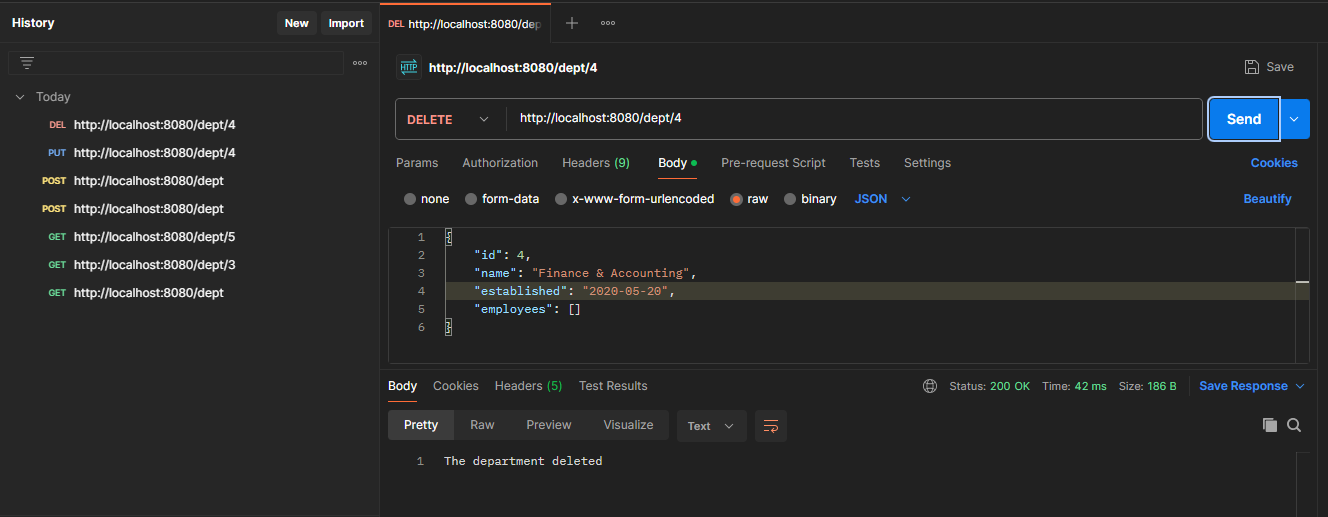 History
New
Import
Today
DEL http://localhost:8080/dept/4
PUT http://localhost:8080/dept/4
POST http://localhost:8080/dept
POST http://localhost:8080/dept
GET http://localhost:8080/dept/5
GET http://localhost:8080/dept/3
GET http://localhost:8080/dept
DEL http://localhost:8080/dep
HTTP http://localhost:8080/dept/4
Save
DELETE http://localhost:8080/dept/4
Send
Params Authorization Headers (9) Body Pre-request Script Tests Settings Cookies
none form-data x-www-form-urlencoded raw binary JSON Beautify
1 {
2 "id": 4,
3 "name": "Finance & Accounting",
4 "established": "2020-05-20",
5 "employees": []
6 }
Body Cookies Headers (5) Test Results Status: 200 OK Time: 42 ms Size: 186 B Save Response
Pretty Raw Preview Visualize Text
1 The department deleted